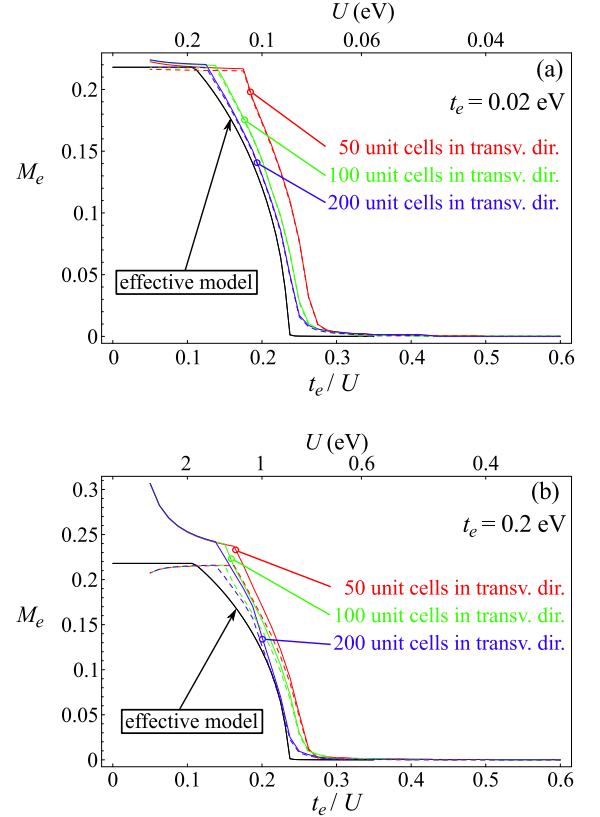 U (eV)
0.2 0.1 0.06 0.04
(a)
t_e = 0.02 eV
0.2
0.15
0.1
0.05
0
M_e
50 unit cells in transv. dir.
100 unit cells in transv. dir.
200 unit cells in transv. dir.
effective model
0 0.1 0.2 0.3 0.4 0.5 0.6
t_e / U
U (eV)
2 1 0.6 0.4
(b)
t_e = 0.2 eV
0.3
0.25
0.2
0.15
0.1
0.05
0
M_e
50 unit cells in transv. dir.
100 unit cells in transv. dir.
200 unit cells in transv. dir.
effective model
0 0.1 0.2 0.3 0.4 0.5 0.6
t_e / U